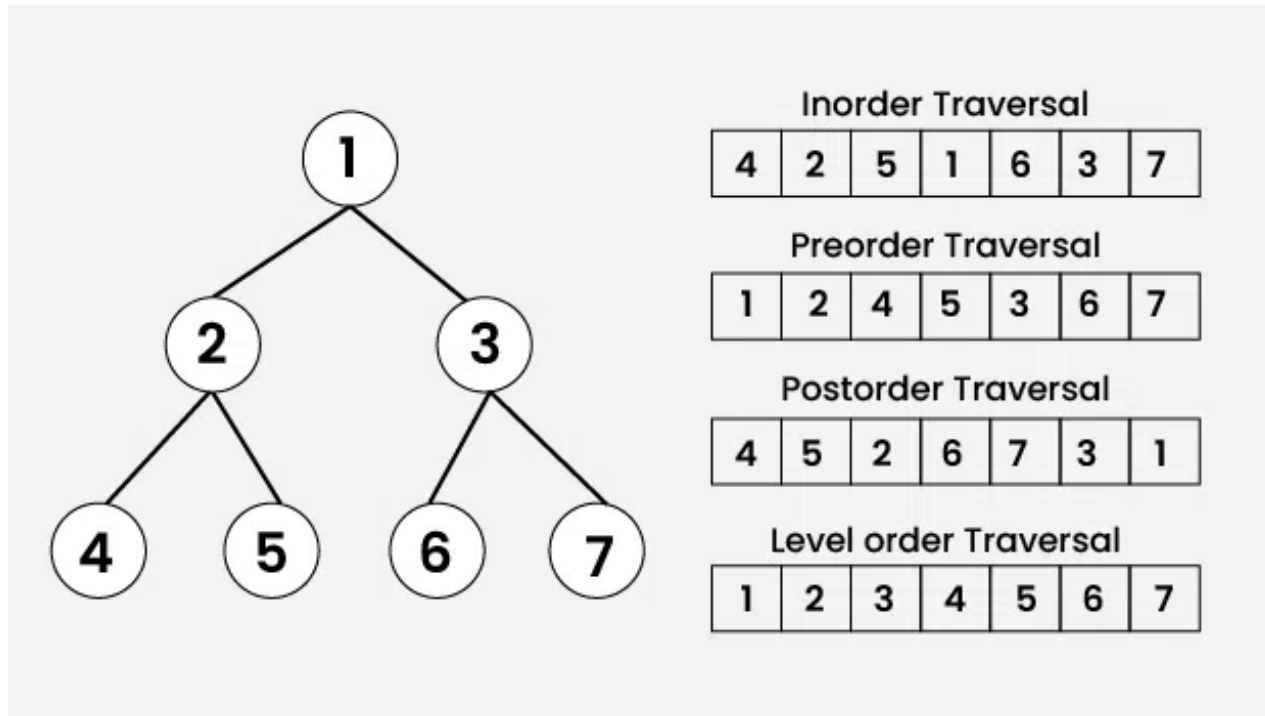 1
2 3
4 5 6 7
Inorder Traversal
4 2 5 1 6 3 7
Preorder Traversal
1 2 4 5 3 6 7
Postorder Traversal
4 5 2 6 7 3 1
Level order Traversal
1 2 3 4 5 6 7